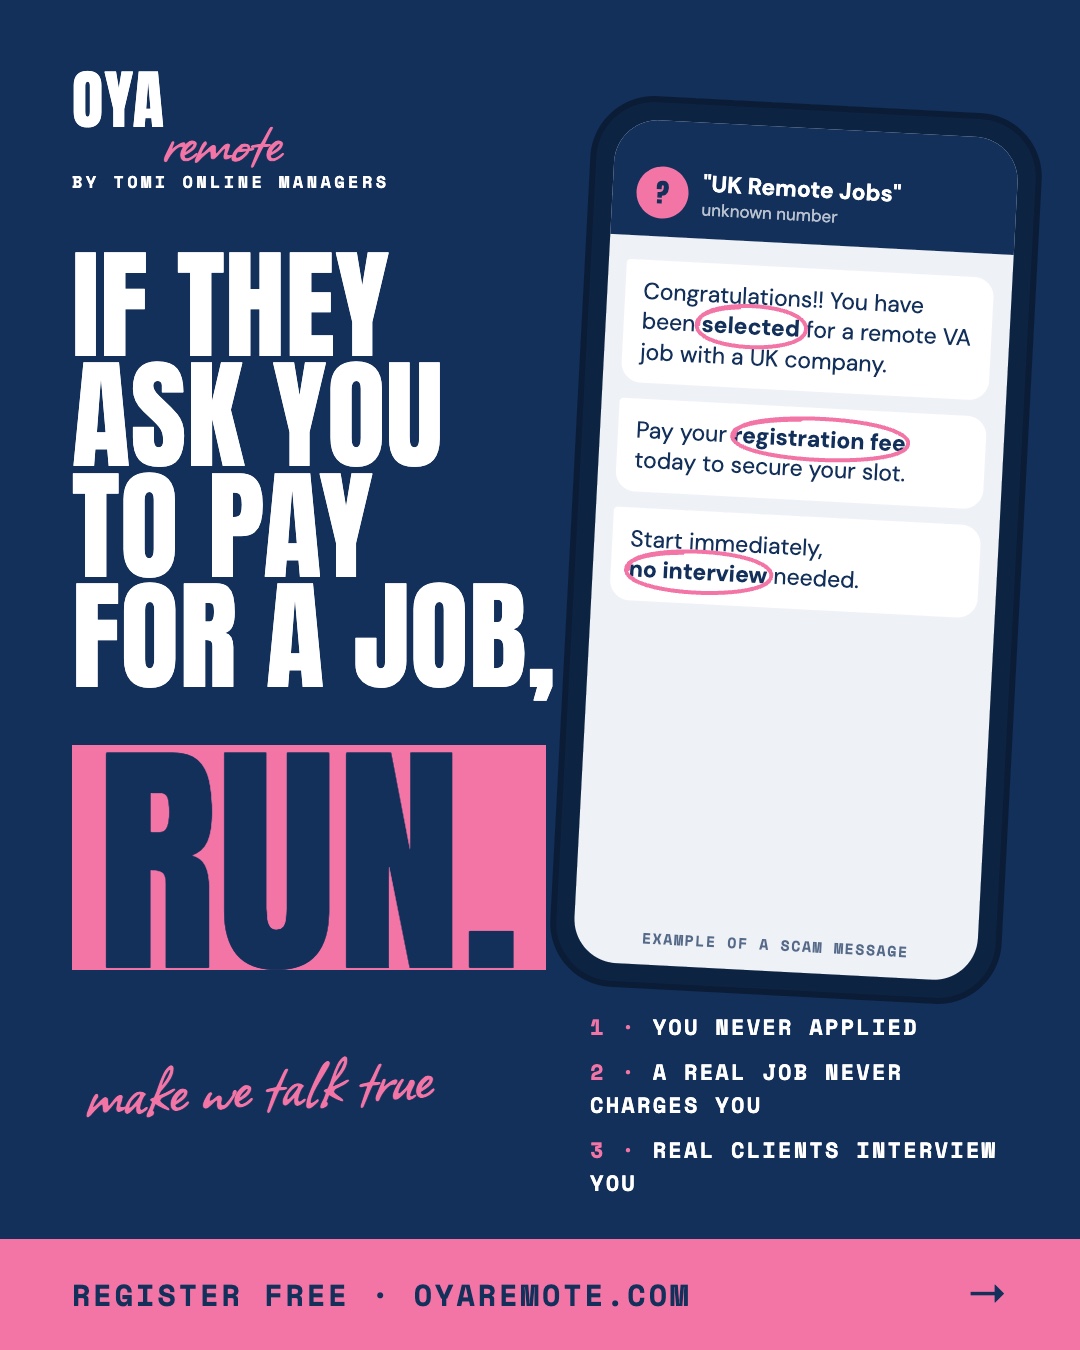 OYA
remote
BY TOMI ONLINE MANAGERS
IF THEY
ASK YOU
TO PAY
FOR A JOB,
RUN.
make we talk true
?
"UK Remote Jobs"
unknown number
Congratulations!! You have
been selected for a remote VA
job with a UK company.
Pay your registration fee
today to secure your slot.
Start immediately,
no interview needed.
EXAMPLE OF A SCAM MESSAGE
1 · YOU NEVER APPLIED
2 · A REAL JOB NEVER
CHARGES YOU
3 · REAL CLIENTS INTERVIEW
YOU
REGISTER FREE · OYAREMOTE.COM →